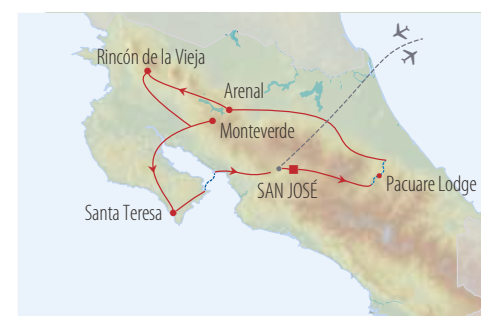 Rincón de la Vieja
Arenal
Monteverde
SAN JOSÉ
Pacuare Lodge
Santa Teresa